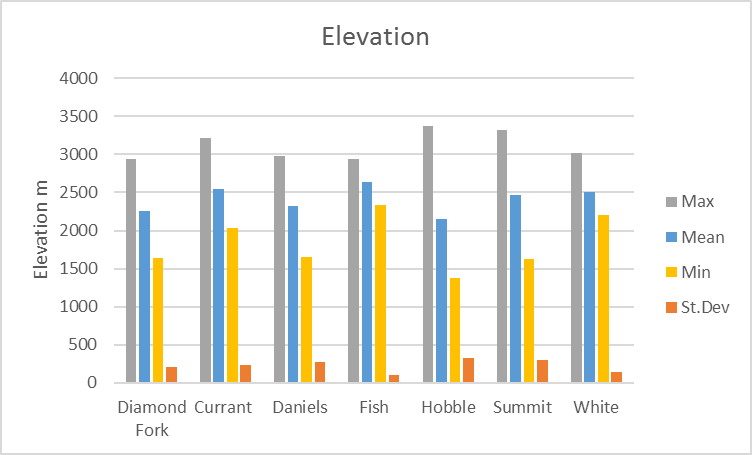 Elevation
4000
3500
3000
2500
2000
1500
1000
500
0
Elevation m
Diamond Fork
Currant
Daniels
Fish
Hobble
Summit
White
Max
Mean
Min
St.Dev